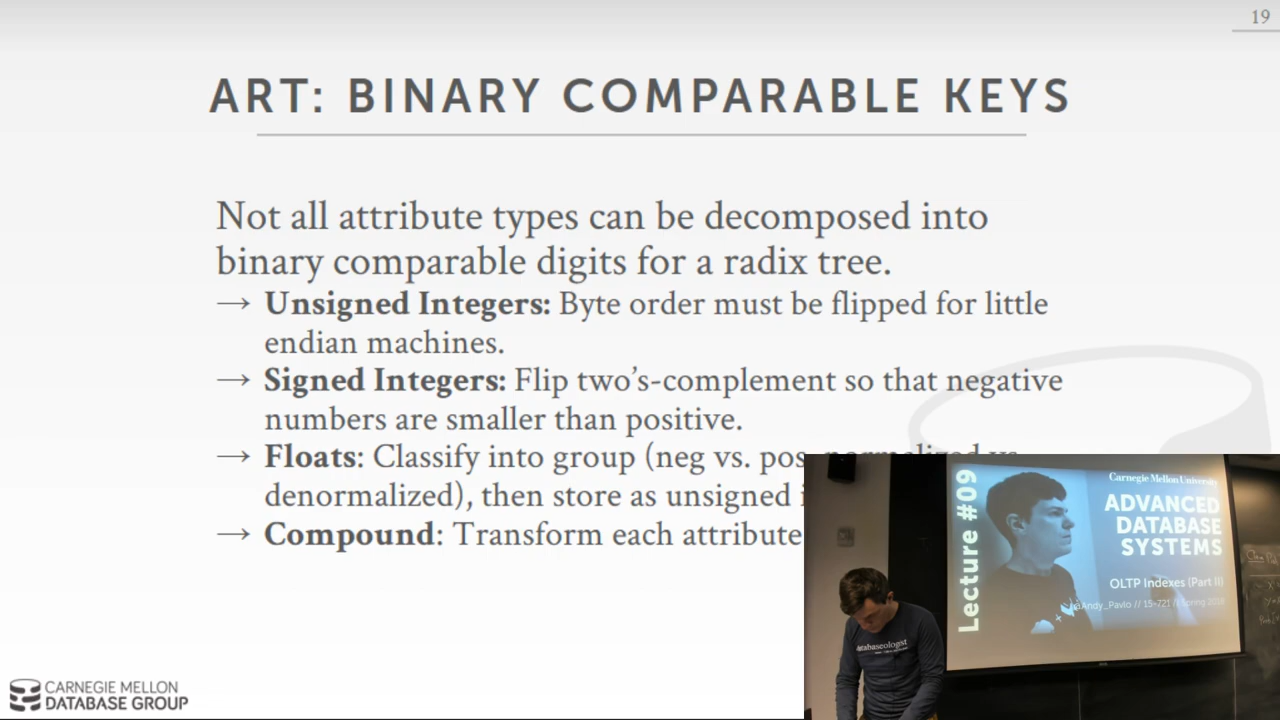 19
ART: BINARY COMPARABLE KEYS
Not all attribute types can be decomposed into
binary comparable digits for a radix tree.
→ Unsigned Integers: Byte order must be flipped for little
endian machines.
→ Signed Integers: Flip two's-complement so that negative
numbers are smaller than positive.
→ Floats: Classify into group (neg vs. pos, normalized vs.
denormalized), then store as unsigned
→ Compound: Transform each attribute
CARNEGIE MELLON
DATABASE GROUP
Lecture #09
Carnegie Mellon University
ADVANCED
DATABASE
SYSTEMS
OLTP Indexes (Part II)
@Andy_Pavlo // 15-721 // Spring 2018
databaseologist